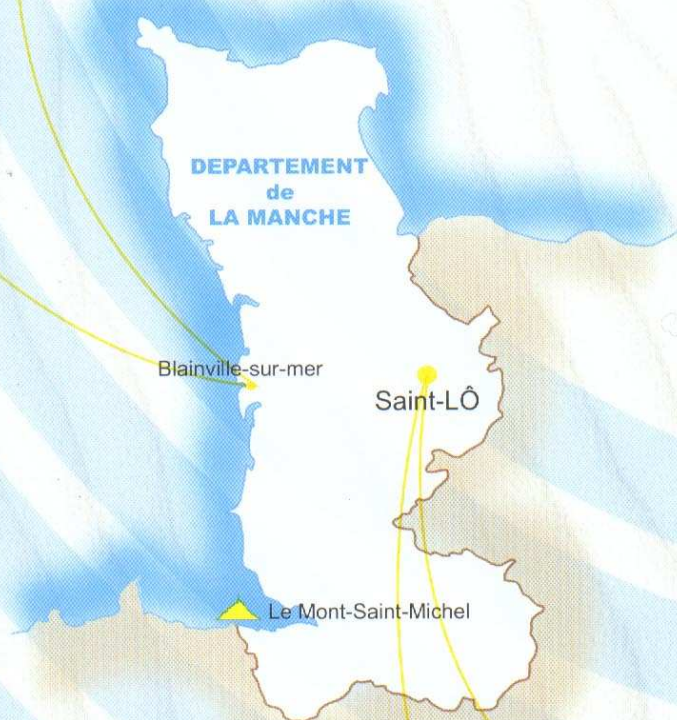 DEPARTEMENT
de
LA MANCHE
Blainville-sur-mer
Saint-LÔ
Le Mont-Saint-Michel